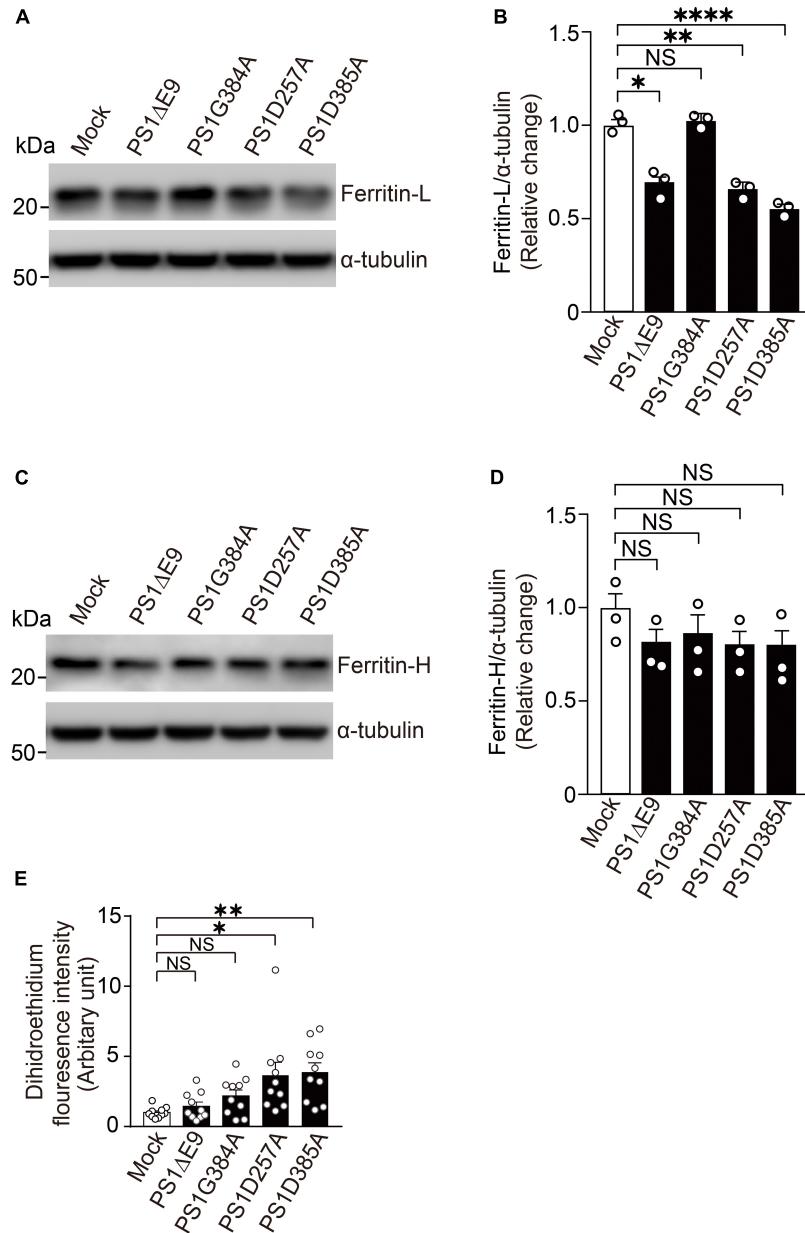 A
Mock
PS1ΔE9
PS1G384A
PS1D257A
PS1D385A
kDa
20
Ferritin-L
50
α-tubulin
B
Ferritin-L/α-tubulin
(Relative change)
1.5
1.0
0.5
0
✱✱✱✱
✱✱
NS
✱
Mock
PS1ΔE9
PS1G384A
PS1D257A
PS1D385A
C
Mock
PS1ΔE9
PS1G384A
PS1D257A
PS1D385A
kDa
20
Ferritin-H
50
α-tubulin
D
Ferritin-H/α-tubulin
(Relative change)
1.5
1.0
0.5
0
NS
NS
NS
NS
Mock
PS1ΔE9
PS1G384A
PS1D257A
PS1D385A
E
Dihidroethidium
flouresence intensity
(Arbitary unit)
15
10
5
0
✱✱
✱
NS
NS
Mock
PS1ΔE9
PS1G384A
PS1D257A
PS1D385A